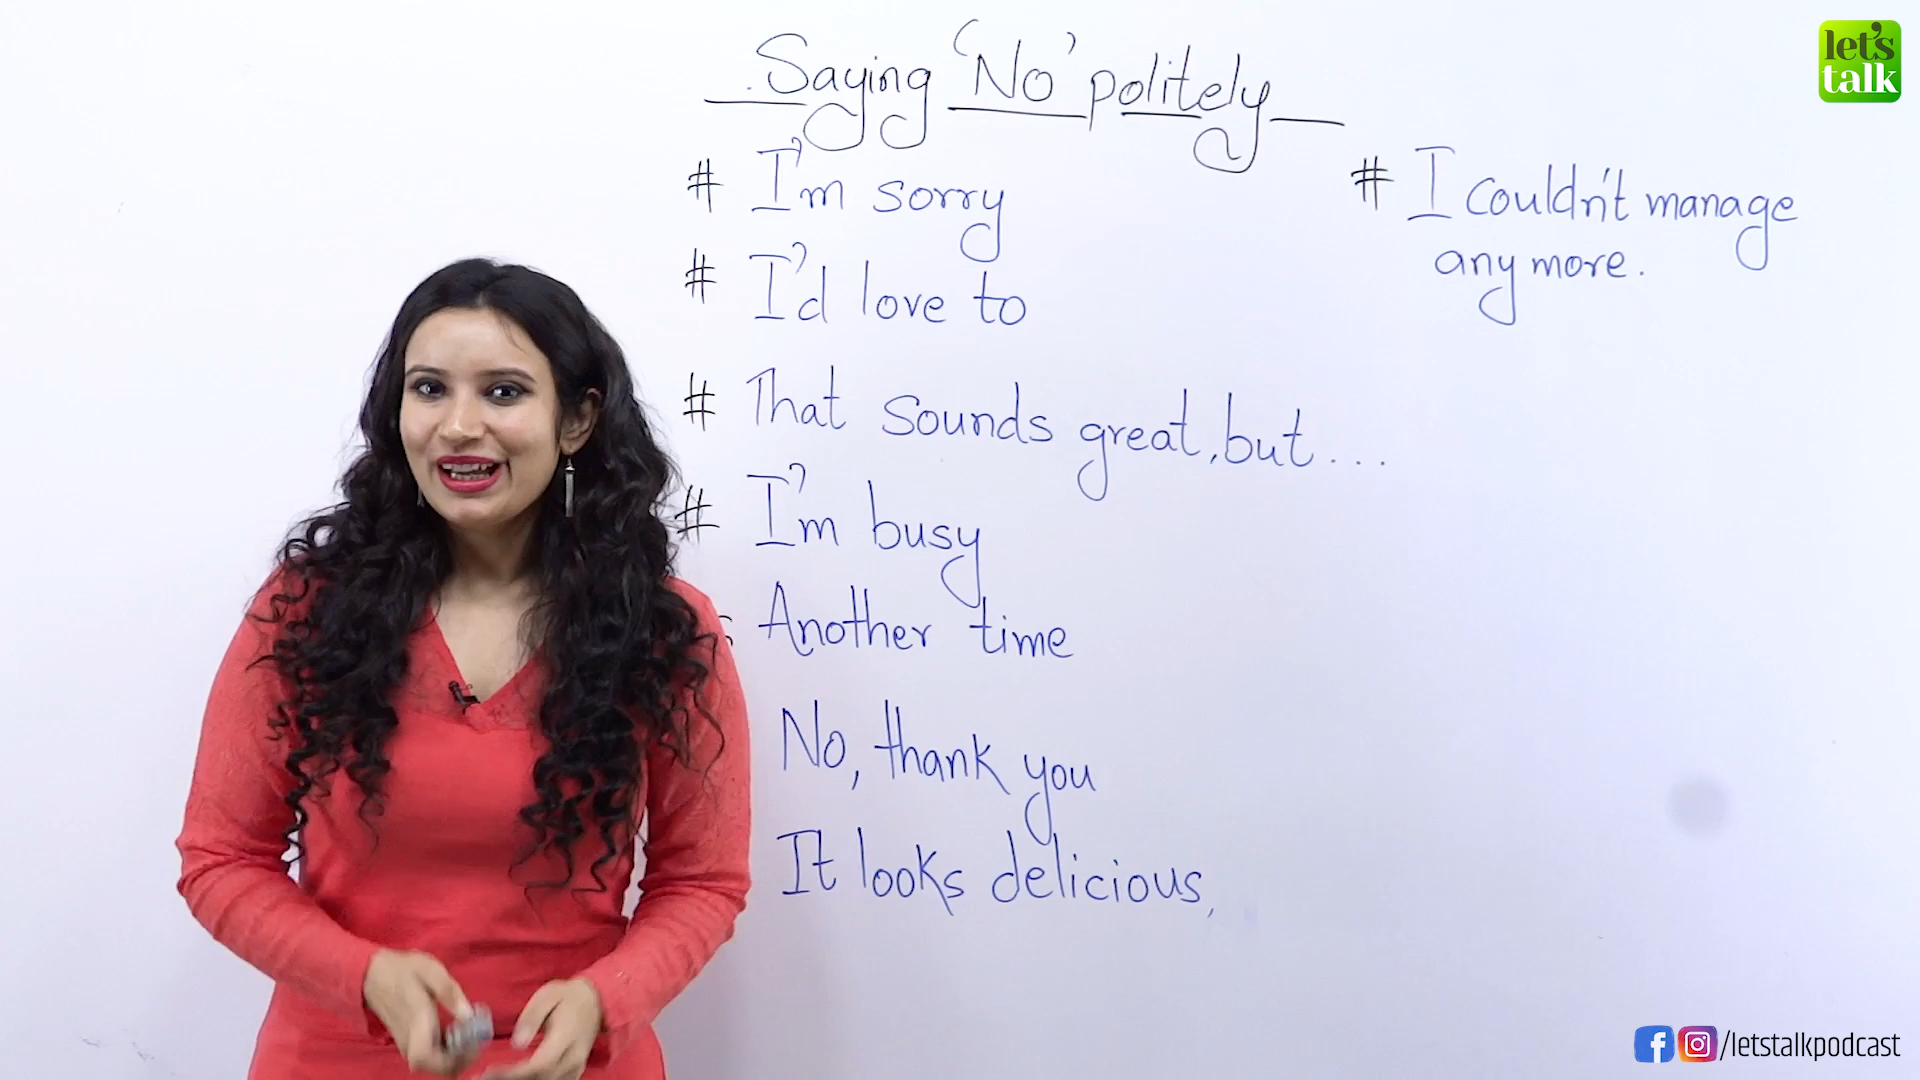 Saying 'No' politely
# I'm sorry
# I'd love to
# That sounds great, but...
# I'm busy
Another time
No, thank you
It looks delicious,
# I couldn't manage
any more.
let's
talk
/letstalkpodcast